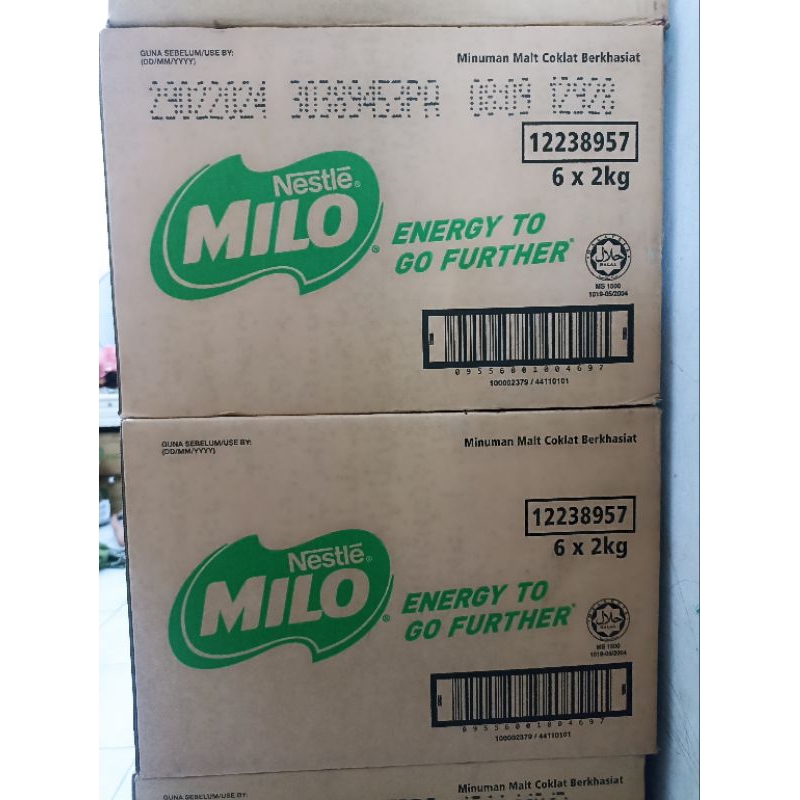 GUNA SEBELUM/USE BY:
(DD/MM/YYYY)
Minuman Malt Coklat Berkhasiat
12238957
6 x 2kg
Nestlé®
MILO®
ENERGY TO
GO FURTHER
HALAL
MS 1500
1019-05/2004
09556001004697
100002379 / 44110101
GUNA SEBELUM/USE BY:
(DD/MM/YYYY)
Minuman Malt Coklat Berkhasiat
12238957
6 x 2kg
Nestlé®
MILO®
ENERGY TO
GO FURTHER
HALAL
MS 1500
1019-05/2004
09556001004697
100002379 / 44110101
GUNA SEBELUM/USE BY:
Minuman Malt Coklat Berkhasiat